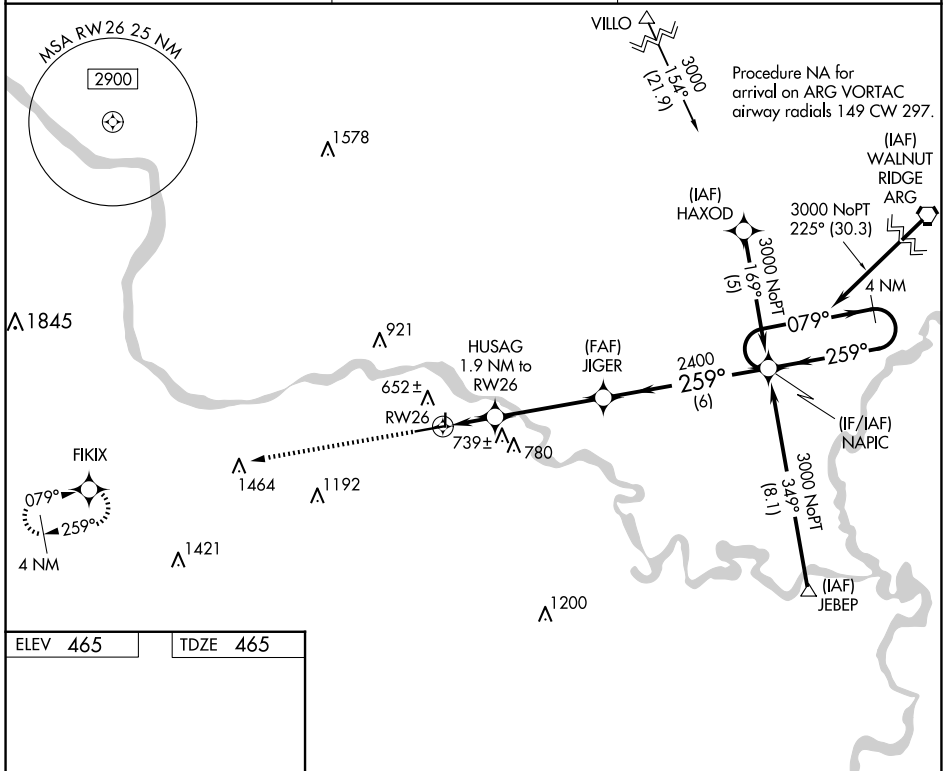 MSA RW 26 25 NM
2900
VILLO
3000
154°
(21.9)
Procedure NA for
arrival on ARG VORTAC
airway radials 149 CW 297.
1578
(IAF)
WALNUT
RIDGE
ARG
(IAF)
HAXOD
3000 NoPT
225° (30.3)
3000 NoPT
169°
(5)
4 NM
079°
259°
1845
921
HUSAG
1.9 NM to
RW26
(FAF)
JIGER
2400
259°
(6)
652±
RW26
739±
780
(IF/IAF)
NAPIC
FIKIX
079°
259°
4 NM
1464
1192
1421
3000 NoPT
349°
(8.1)
1200
(IAF)
JEBEP
ELEV 465
TDZE 465